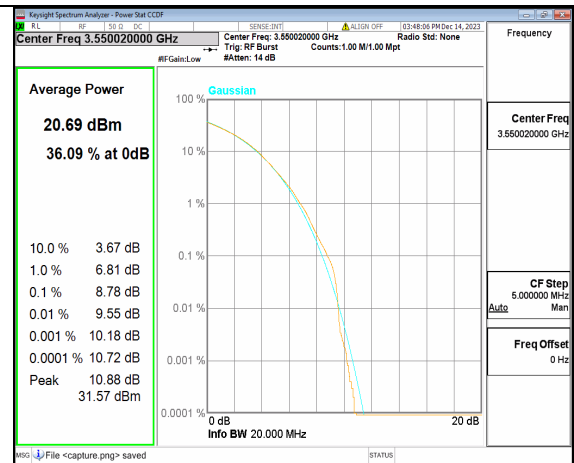 Keysight Spectrum Analyzer - Power Stat CCDF
RL RF 50 Ω DC SENSE:INT ALIGN OFF 03:48:06 PM Dec 14, 2023
Center Freq 3.550020000 GHz
Center Freq: 3.550020000 GHz Radio Std: None
Trig: RF Burst Counts:1.00 M/1.00 Mpt
#IFGain:Low #Atten: 14 dB
Frequency
Average Power
20.69 dBm
36.09 % at 0dB
10.0 % 3.67 dB
1.0 % 6.81 dB
0.1 % 8.78 dB
0.01 % 9.55 dB
0.001 % 10.18 dB
0.0001 % 10.72 dB
Peak 10.88 dB
31.57 dBm
Gaussian
100 %
10 %
1 %
0.1 %
0.01 %
0.001 %
0.0001 %
0 dB 20 dB
Info BW 20.000 MHz
Center Freq
3.550020000 GHz
CF Step
5.000000 MHz
Auto Man
Freq Offset
0 Hz
MSG File <capture.png> saved STATUS